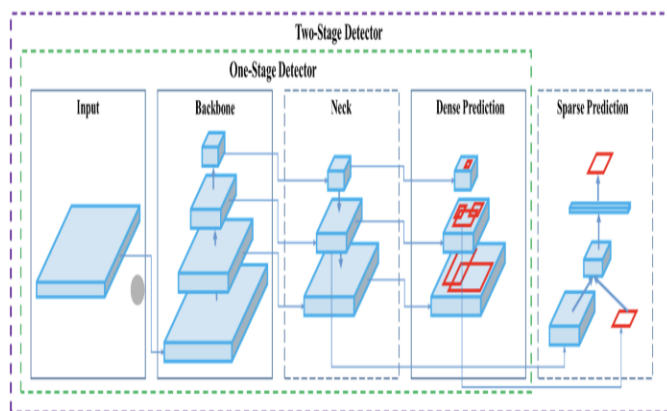 Two-Stage Detector
One-Stage Detector
Input
Backbone
Neck
Dense Prediction
Sparse Prediction